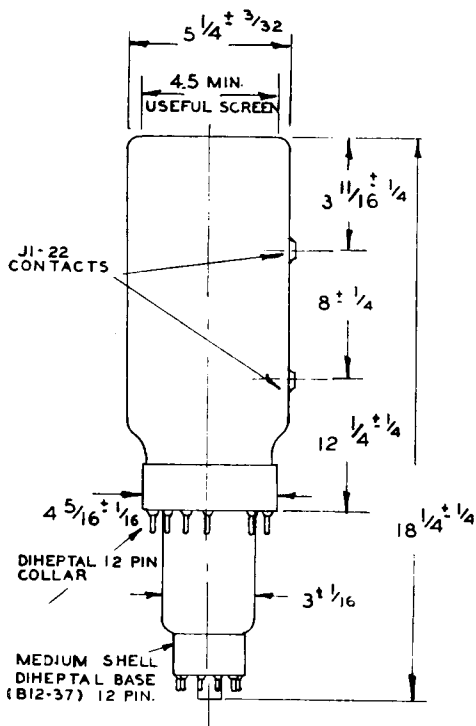 5 1/4 ± 3/32
4.5 MIN.
USEFUL SCREEN
3 11/16 ± 1/4
J1-22
CONTACTS
8 ± 1/4
12 1/4 ± 1/4
4 5/16 ± 1/16
18 1/4 ± 1/4
DIHEPTAL 12 PIN
COLLAR
3 ± 1/16
MEDIUM SHELL
DIHEPTAL BASE
(B12-37) 12 PIN.